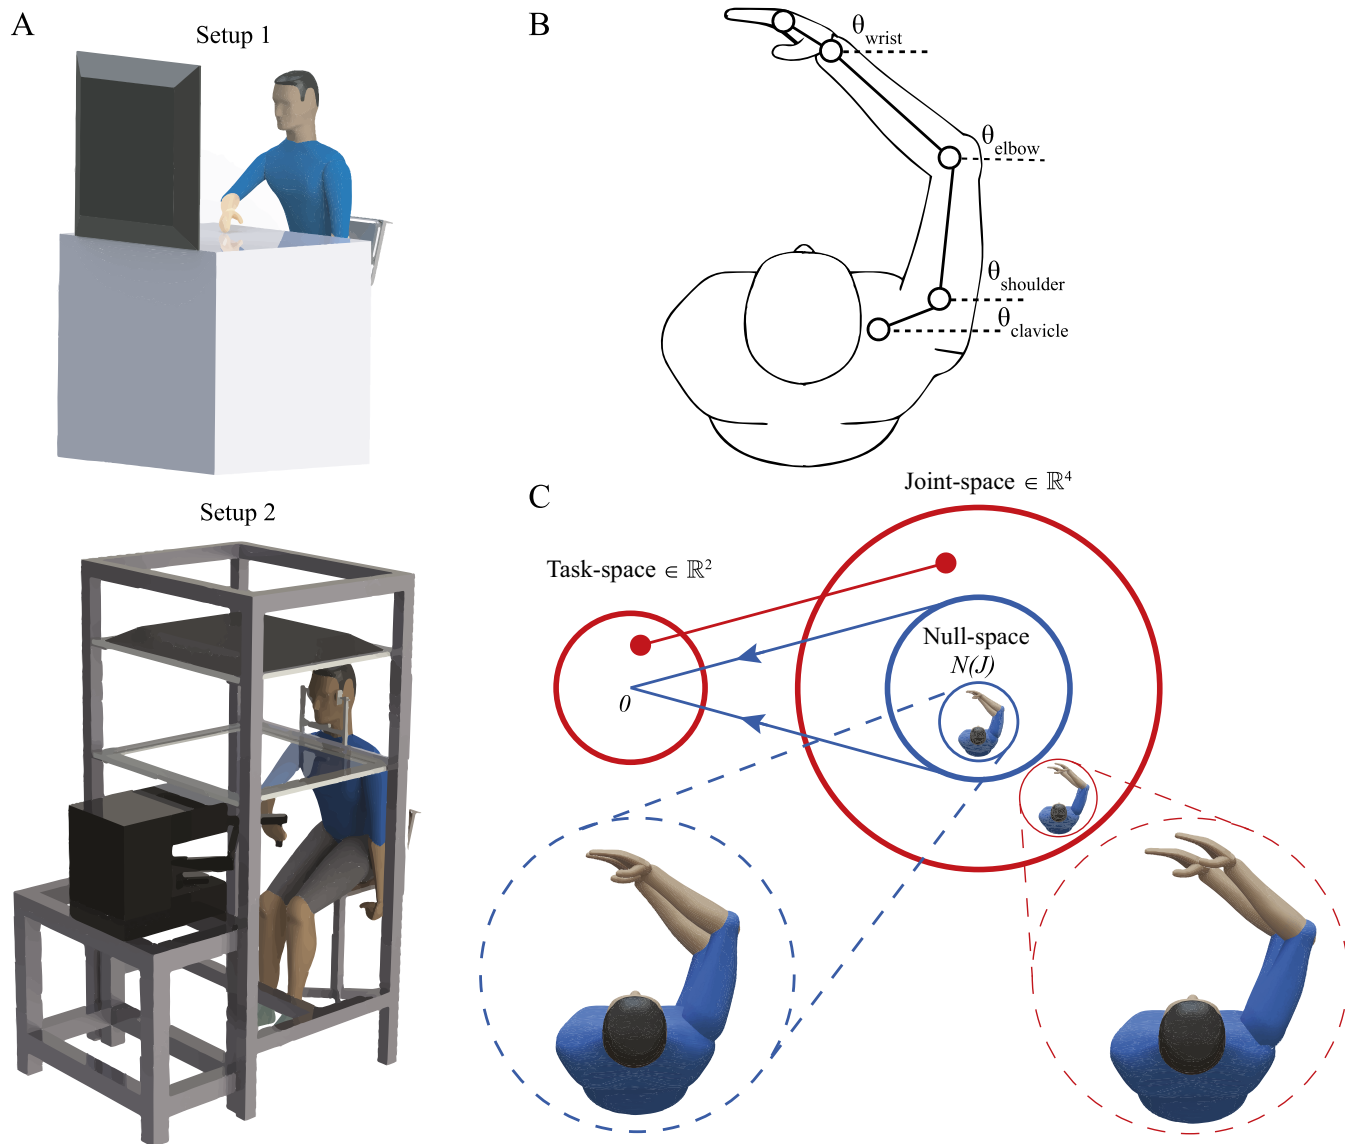 A
Setup 1
Setup 2
B
θwrist
θelbow
θshoulder
θclavicle
C
Joint-space ∈ ℝ⁴
Task-space ∈ ℝ²
Null-space
N(J)
0